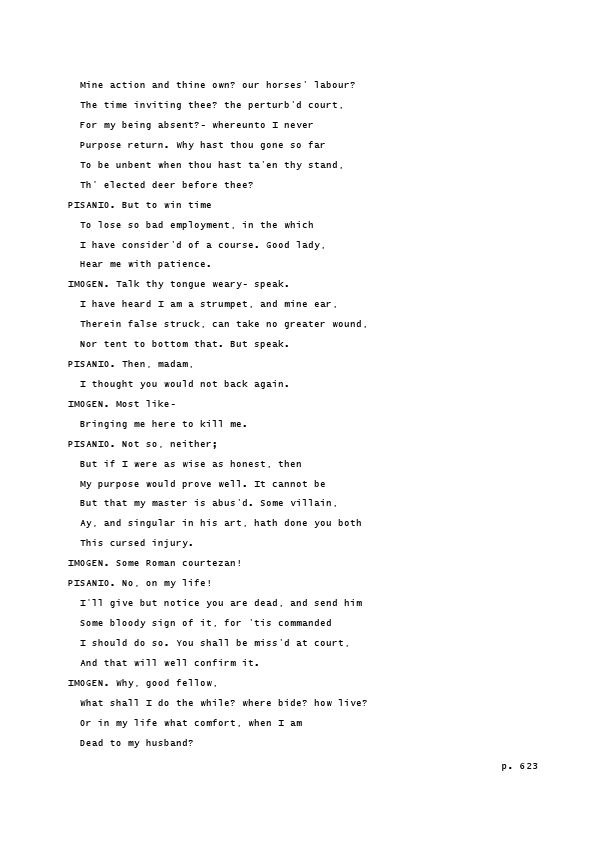 Mine action and thine own? our horses' labour?
The time inviting thee? the perturb'd court,
For my being absent?- whereunto I never
Purpose return. Why hast thou gone so far
To be unbent when thou hast ta'en thy stand,
Th' elected deer before thee?
PISANIO. But to win time
To lose so bad employment, in the which
I have consider'd of a course. Good lady,
Hear me with patience.
IMOGEN. Talk thy tongue weary- speak.
I have heard I am a strumpet, and mine ear,
Therein false struck, can take no greater wound,
Nor tent to bottom that. But speak.
PISANIO. Then, madam,
I thought you would not back again.
IMOGEN. Most like-
Bringing me here to kill me.
PISANIO. Not so, neither;
But if I were as wise as honest, then
My purpose would prove well. It cannot be
But that my master is abus'd. Some villain,
Ay, and singular in his art, hath done you both
This cursed injury.
IMOGEN. Some Roman courtezan!
PISANIO. No, on my life!
I'll give but notice you are dead, and send him
Some bloody sign of it, for 'tis commanded
I should do so. You shall be miss'd at court,
And that will well confirm it.
IMOGEN. Why, good fellow,
What shall I do the while? where bide? how live?
Or in my life what comfort, when I am
Dead to my husband?
p. 623